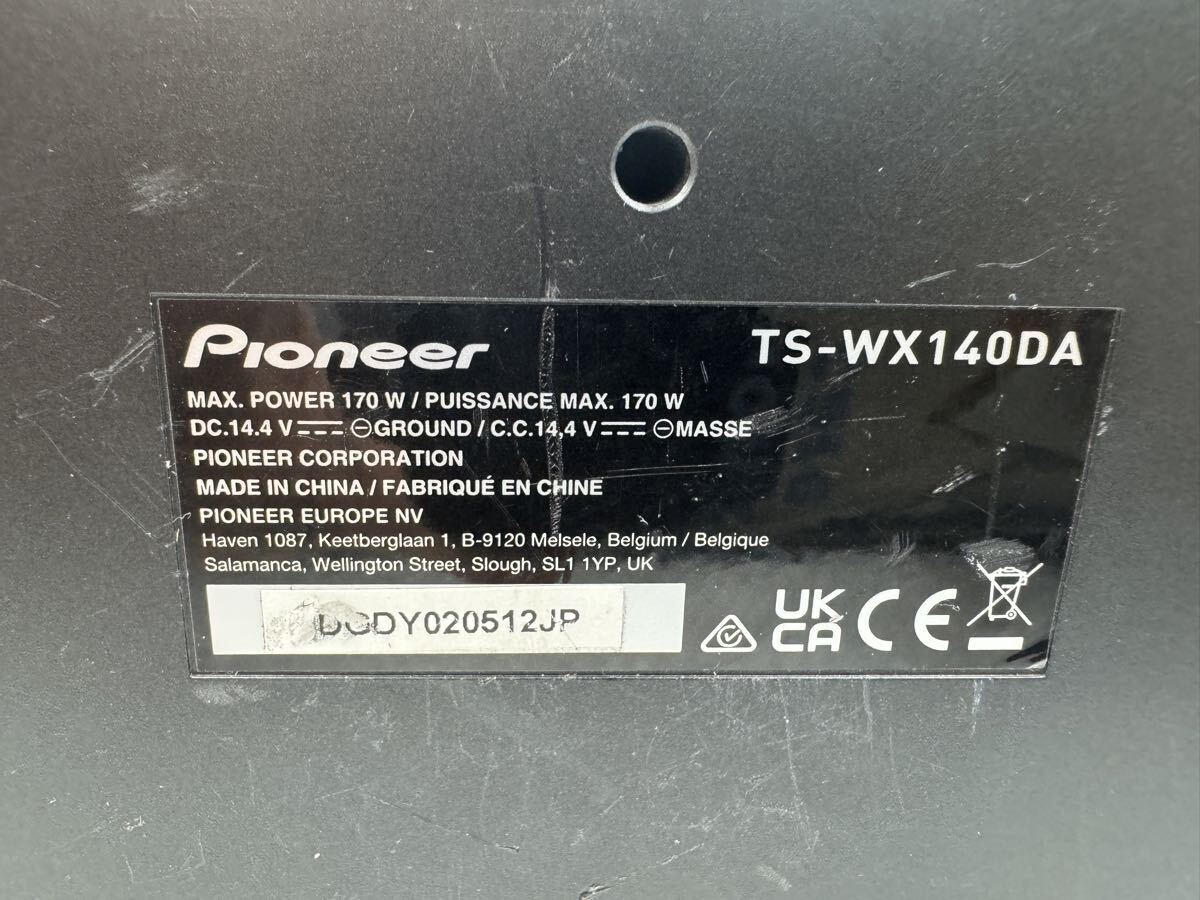 Pioneer TS-WX140DA
MAX. POWER 170 W / PUISSANCE MAX. 170 W
DC.14.4 V ⎓ ⊖GROUND / C.C.14,4 V ⎓ ⊖MASSE
PIONEER CORPORATION
MADE IN CHINA / FABRIQUÉ EN CHINE
PIONEER EUROPE NV
Haven 1087, Keetberglaan 1, B-9120 Melsele, Belgium / Belgique
Salamanca, Wellington Street, Slough, SL1 1YP, UK
DCDY020512JP
UK
CA CE